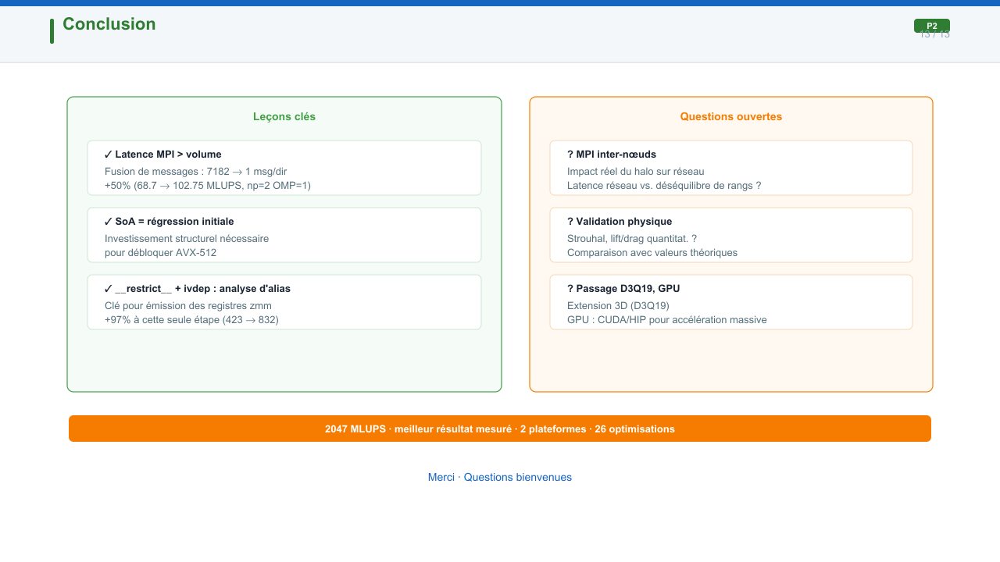 Conclusion
P2
13 / 13
Leçons clés
✓ Latence MPI > volume
Fusion de messages : 7182 → 1 msg/dir
+50% (68.7 → 102.75 MLUPS, np=2 OMP=1)
✓ SoA = régression initiale
Investissement structurel nécessaire
pour débloquer AVX-512
✓ __restrict__ + ivdep : analyse d'alias
Clé pour émission des registres zmm
+97% à cette seule étape (423 → 832)
Questions ouvertes
? MPI inter-nœuds
Impact réel du halo sur réseau
Latence réseau vs. déséquilibre de rangs ?
? Validation physique
Strouhal, lift/drag quantitat. ?
Comparaison avec valeurs théoriques
? Passage D3Q19, GPU
Extension 3D (D3Q19)
GPU : CUDA/HIP pour accélération massive
2047 MLUPS · meilleur résultat mesuré · 2 plateformes · 26 optimisations
Merci · Questions bienvenues